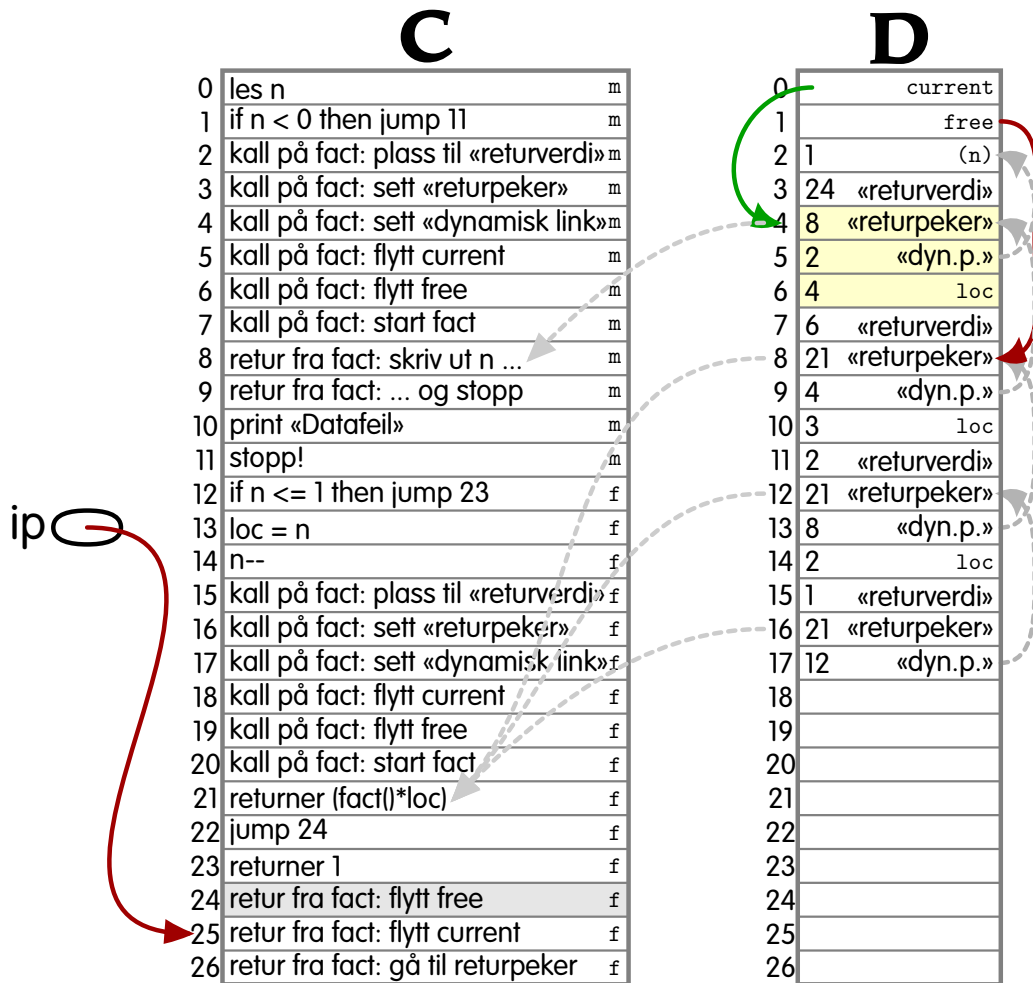 C
0 les n m
1 if n < 0 then jump 11 m
2 kall på fact: plass til «returverdi» m
3 kall på fact: sett «returpeker» m
4 kall på fact: sett «dynamisk link» m
5 kall på fact: flytt current m
6 kall på fact: flytt free m
7 kall på fact: start fact m
8 retur fra fact: skriv ut n ... m
9 retur fra fact: ... og stopp m
10 print «Datafeil» m
11 stopp! m
12 if n <= 1 then jump 23 f
13 loc = n f
14 n-- f
15 kall på fact: plass til «returverdi» f
16 kall på fact: sett «returpeker» f
17 kall på fact: sett «dynamisk link» f
18 kall på fact: flytt current f
19 kall på fact: flytt free f
20 kall på fact: start fact f
21 returner (fact()*loc) f
22 jump 24 f
23 returner 1 f
24 retur fra fact: flytt free f
25 retur fra fact: flytt current f
26 retur fra fact: gå til returpeker f
ip
D
0 current
1 free
2 1 (n)
3 24 «returverdi»
4 8 «returpeker»
5 2 «dyn.p.»
6 4 loc
7 6 «returverdi»
8 21 «returpeker»
9 4 «dyn.p.»
10 3 loc
11 2 «returverdi»
12 21 «returpeker»
13 8 «dyn.p.»
14 2 loc
15 1 «returverdi»
16 21 «returpeker»
17 12 «dyn.p.»
18
19
20
21
22
23
24
25
26